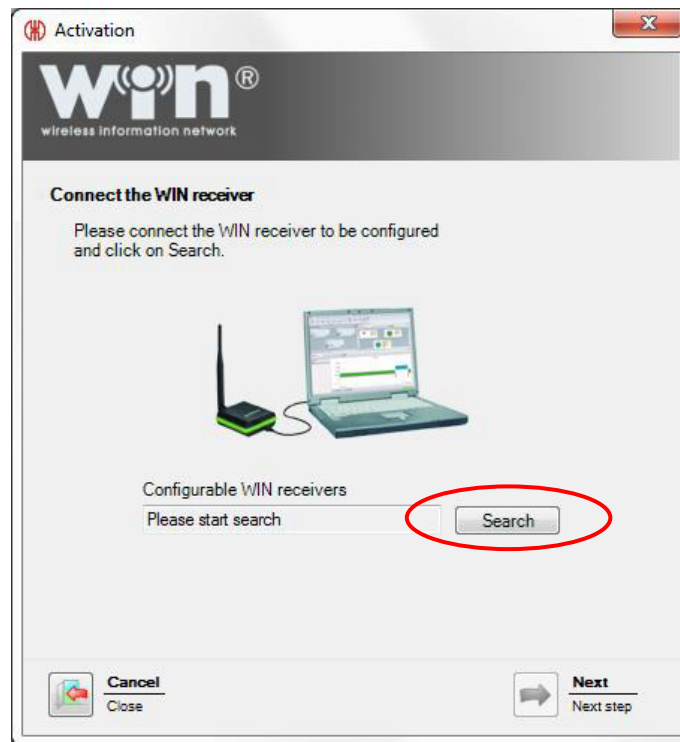 Activation
win®
wireless information network
Connect the WIN receiver
Please connect the WIN receiver to be configured
and click on Search.
Configurable WIN receivers
Please start search
Search
Cancel
Close
Next
Next step